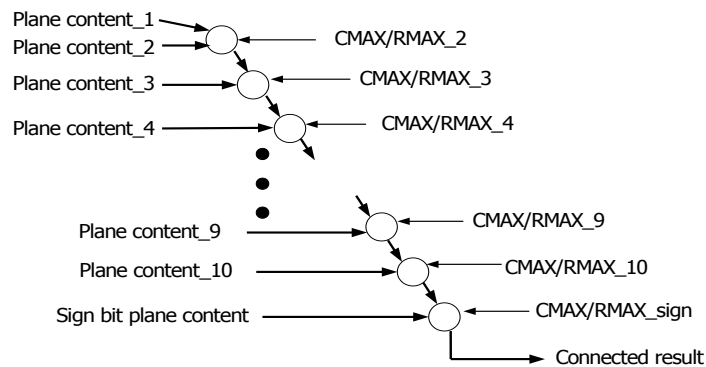 Plane content_1
Plane content_2
CMAX/RMAX_2
Plane content_3
CMAX/RMAX_3
Plane content_4
CMAX/RMAX_4
Plane content_9
CMAX/RMAX_9
Plane content_10
CMAX/RMAX_10
Sign bit plane content
CMAX/RMAX_sign
Connected result